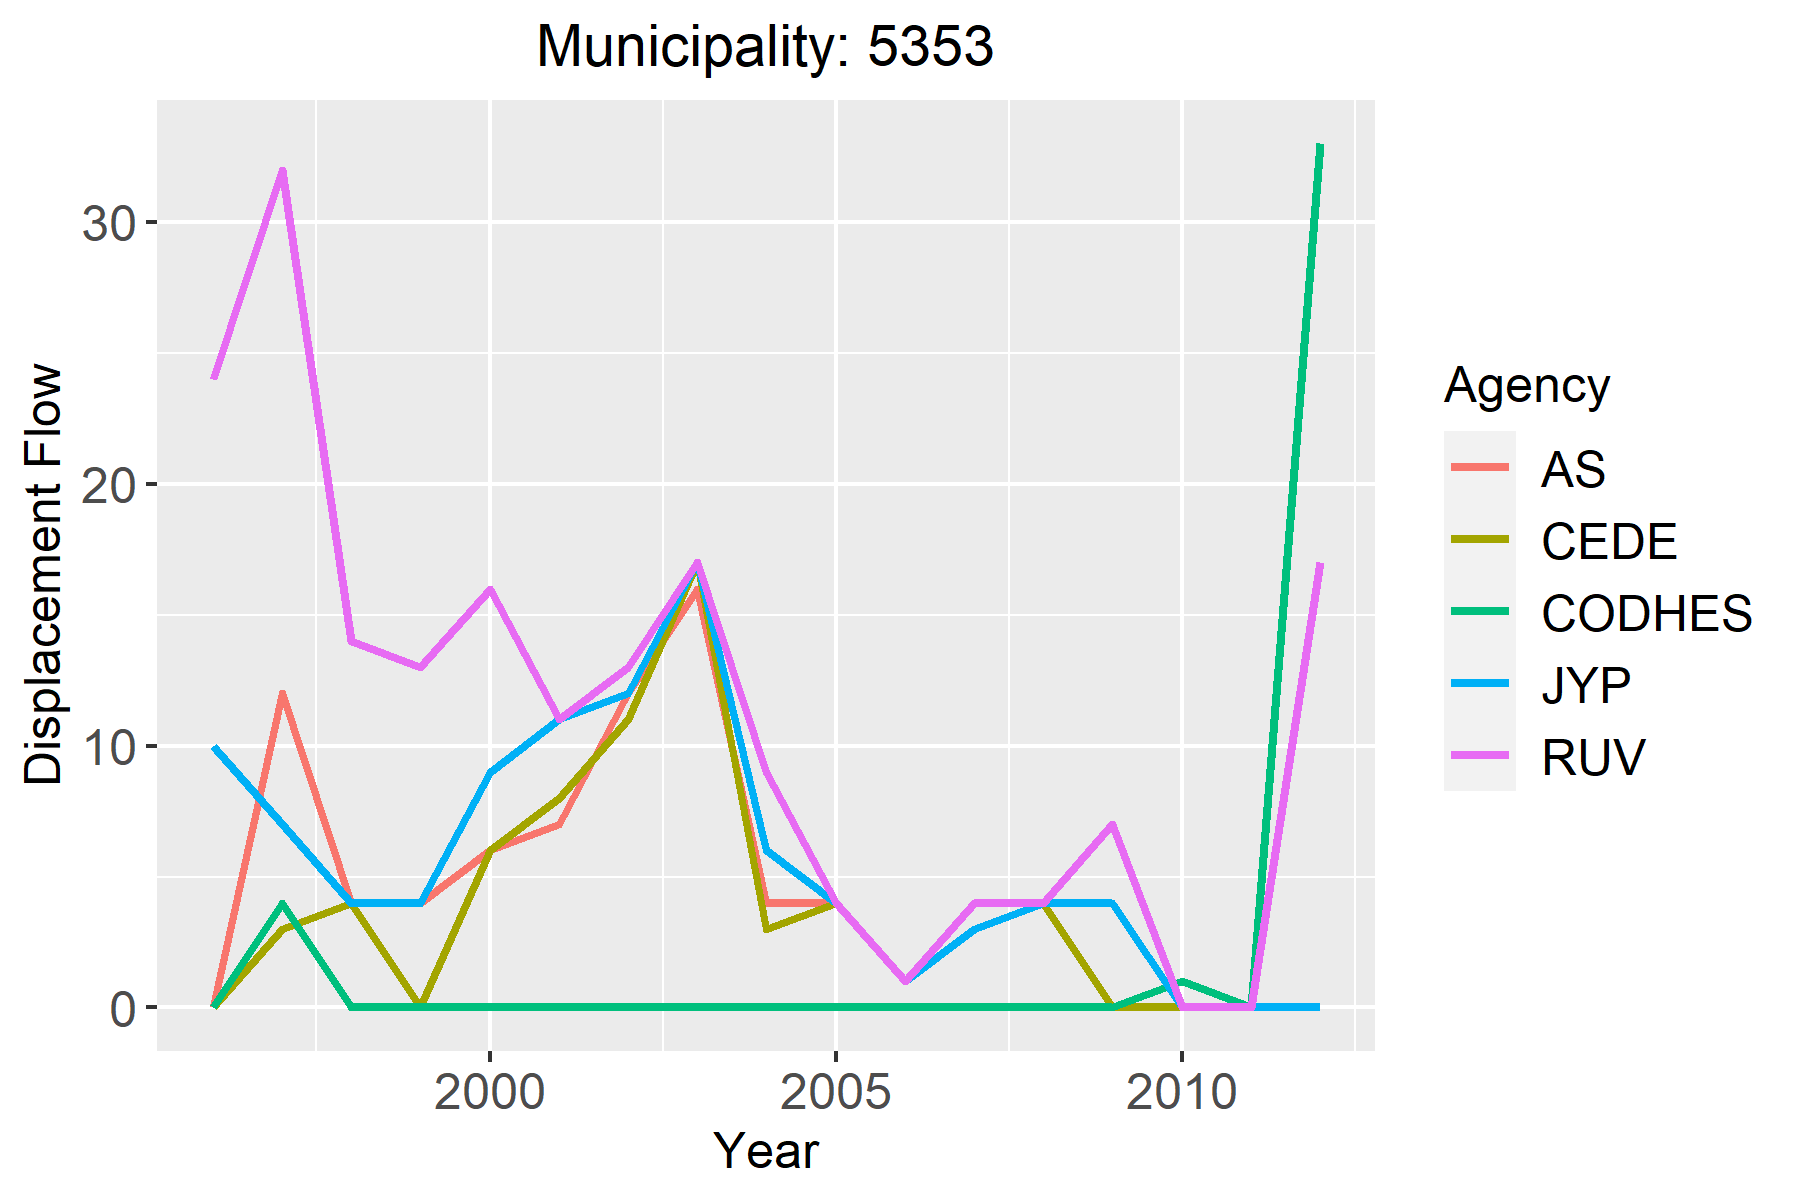 Municipality: 5353
Displacement Flow
30
20
10
0
2000 2005 2010
Year
Agency
AS
CEDE
CODHES
JYP
RUV